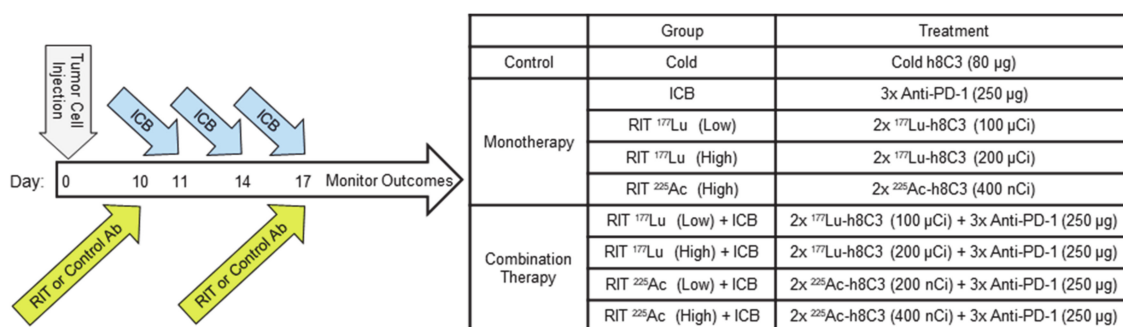 Tumor Cell
Injection
ICB
ICB
ICB
Day:
0
10
11
14
17
Monitor Outcomes
RIT or Control Ab
RIT or Control Ab
Group
Treatment
Control
Cold
Cold h8C3 (80 µg)
Monotherapy
ICB
3x Anti-PD-1 (250 µg)
RIT ¹⁷⁷Lu (Low)
2x ¹⁷⁷Lu-h8C3 (100 µCi)
RIT ¹⁷⁷Lu (High)
2x ¹⁷⁷Lu-h8C3 (200 µCi)
RIT ²²⁵Ac (High)
2x ²²⁵Ac-h8C3 (400 nCi)
Combination
Therapy
RIT ¹⁷⁷Lu (Low) + ICB
2x ¹⁷⁷Lu-h8C3 (100 µCi) + 3x Anti-PD-1 (250 µg)
RIT ¹⁷⁷Lu (High) + ICB
2x ¹⁷⁷Lu-h8C3 (200 µCi) + 3x Anti-PD-1 (250 µg)
RIT ²²⁵Ac (Low) + ICB
2x ²²⁵Ac-h8C3 (200 nCi) + 3x Anti-PD-1 (250 µg)
RIT ²²⁵Ac (High) + ICB
2x ²²⁵Ac-h8C3 (400 nCi) + 3x Anti-PD-1 (250 µg)